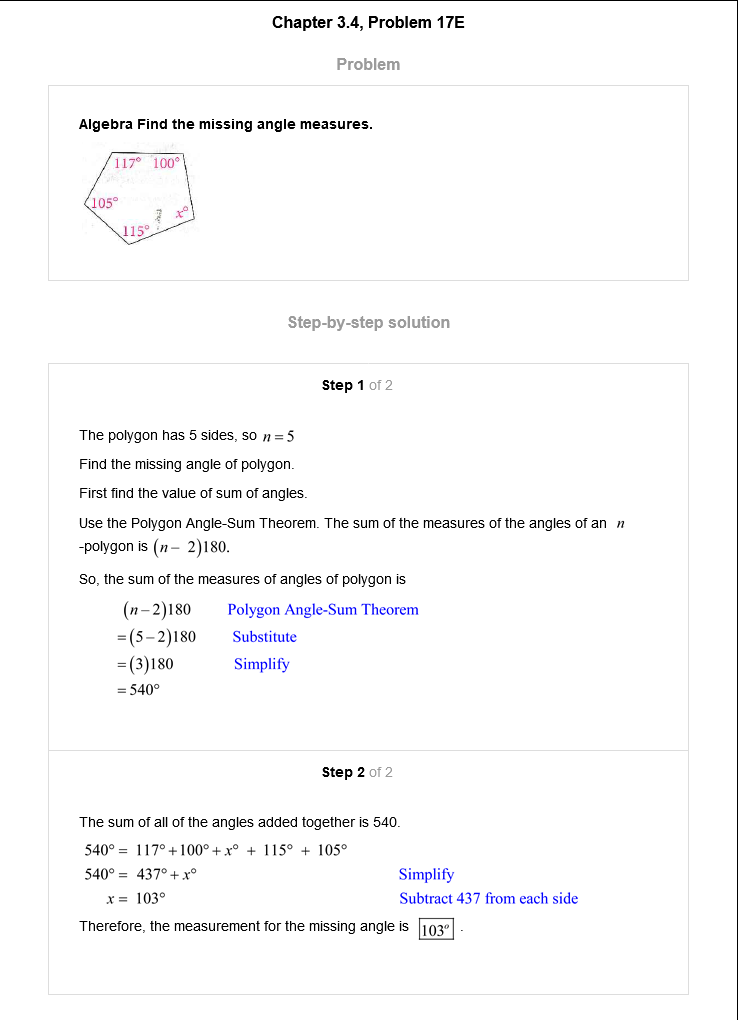 Chapter 3.4, Problem 17E
Problem
Algebra Find the missing angle measures.
117° 100°
105°
x°
115°
Step-by-step solution
Step 1 of 2
The polygon has 5 sides, so n = 5
Find the missing angle of polygon.
First find the value of sum of angles.
Use the Polygon Angle-Sum Theorem. The sum of the measures of the angles of an n
-polygon is (n − 2)180.
So, the sum of the measures of angles of polygon is
(n−2)180 Polygon Angle-Sum Theorem
=(5−2)180 Substitute
=(3)180 Simplify
=540°
Step 2 of 2
The sum of all of the angles added together is 540.
540° = 117°+100°+x° + 115° + 105°
540° = 437°+x° Simplify
x = 103° Subtract 437 from each side
Therefore, the measurement for the missing angle is 103° .